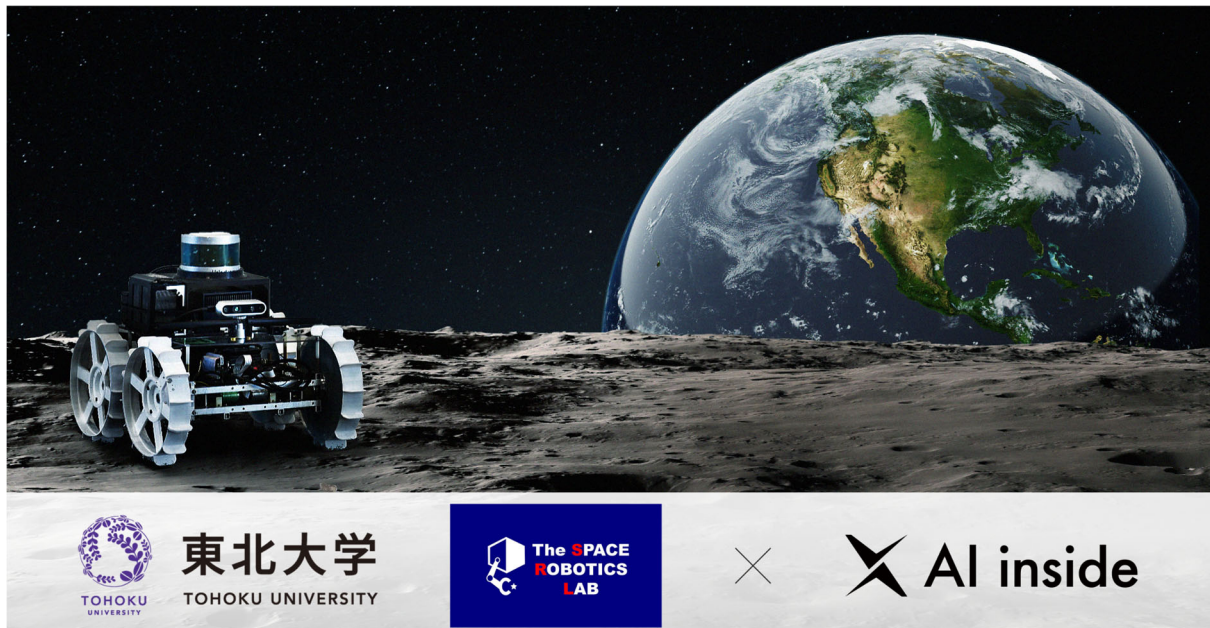 東北大学
TOHOKU UNIVERSITY
TOHOKU
UNIVERSITY
The SPACE
ROBOTICS
LAB
×
AI inside